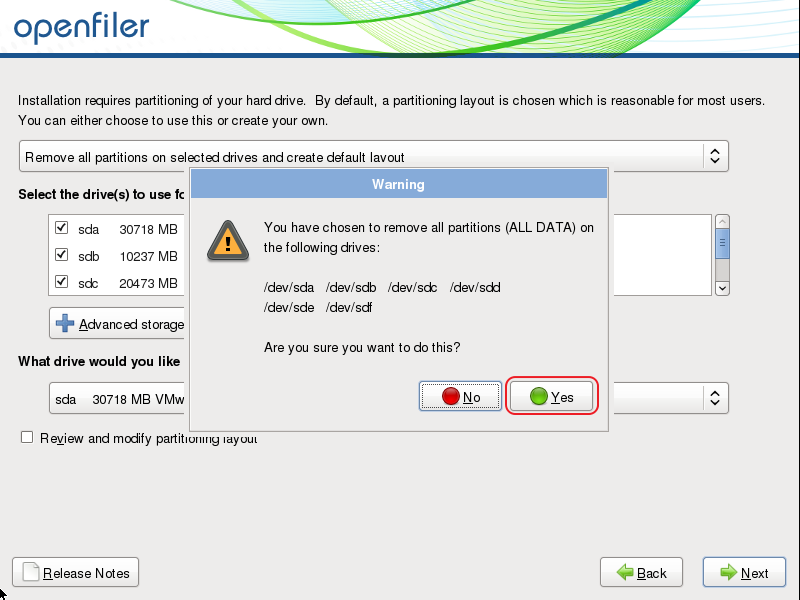 openfiler
Installation requires partitioning of your hard drive.  By default, a partitioning layout is chosen which is reasonable for most users.
You can either choose to use this or create your own.
Remove all partitions on selected drives and create default layout
Select the drive(s) to use fo
Warning
sda 30718 MB
sdb 10237 MB
sdc 20473 MB
You have chosen to remove all partitions (ALL DATA) on
the following drives:
/dev/sda /dev/sdb /dev/sdc /dev/sdd
/dev/sde /dev/sdf
Are you sure you want to do this?
Advanced storage
What drive would you like
sda 30718 MB VMw
No Yes
Review and modify partitioning layout
Release Notes
Back
Next